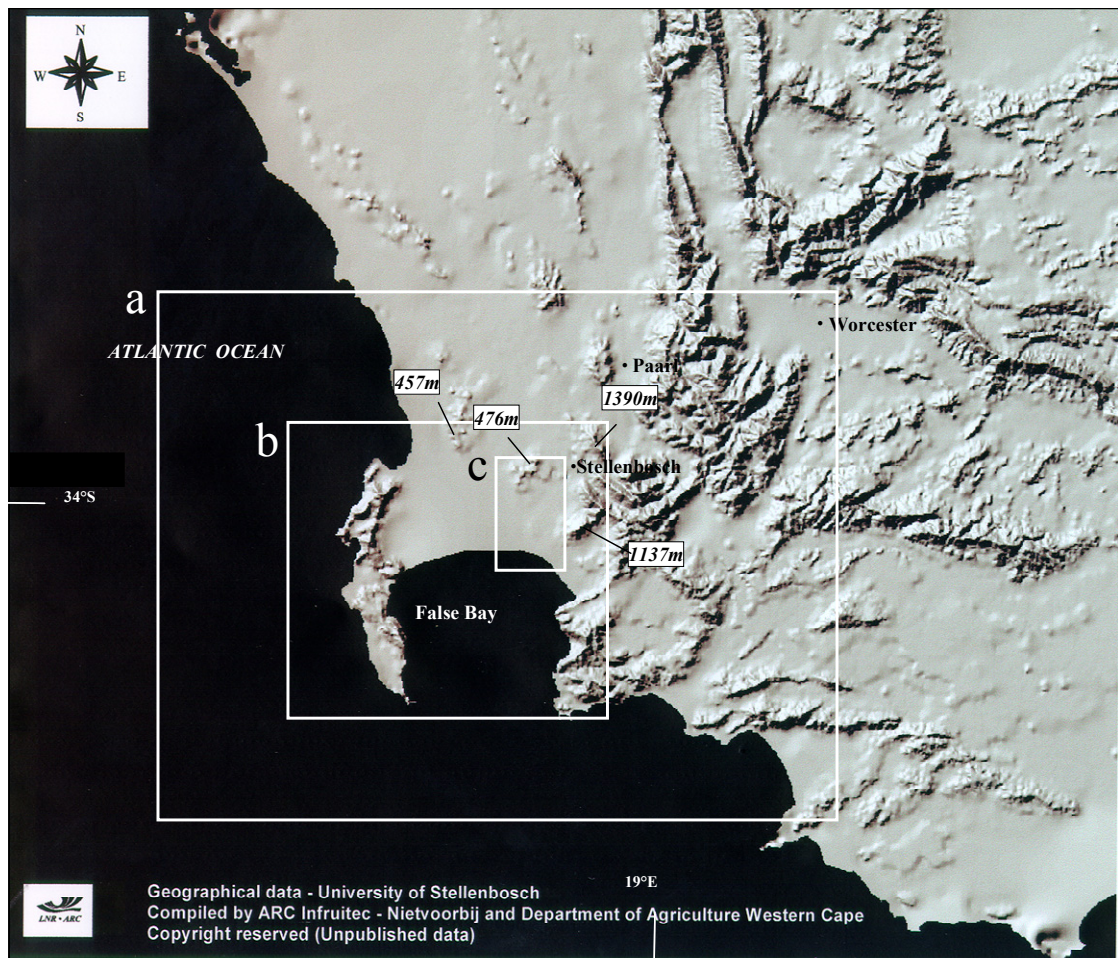 N
W E
S
a
ATLANTIC OCEAN
Worcester
Paarl
457m
1390m
476m
b
c
Stellenbosch
34°S
1137m
False Bay
19°E
LNR • ARC
Geographical data - University of Stellenbosch
Compiled by ARC Infruitec - Nietvoorbij and Department of Agriculture Western Cape
Copyright reserved (Unpublished data)